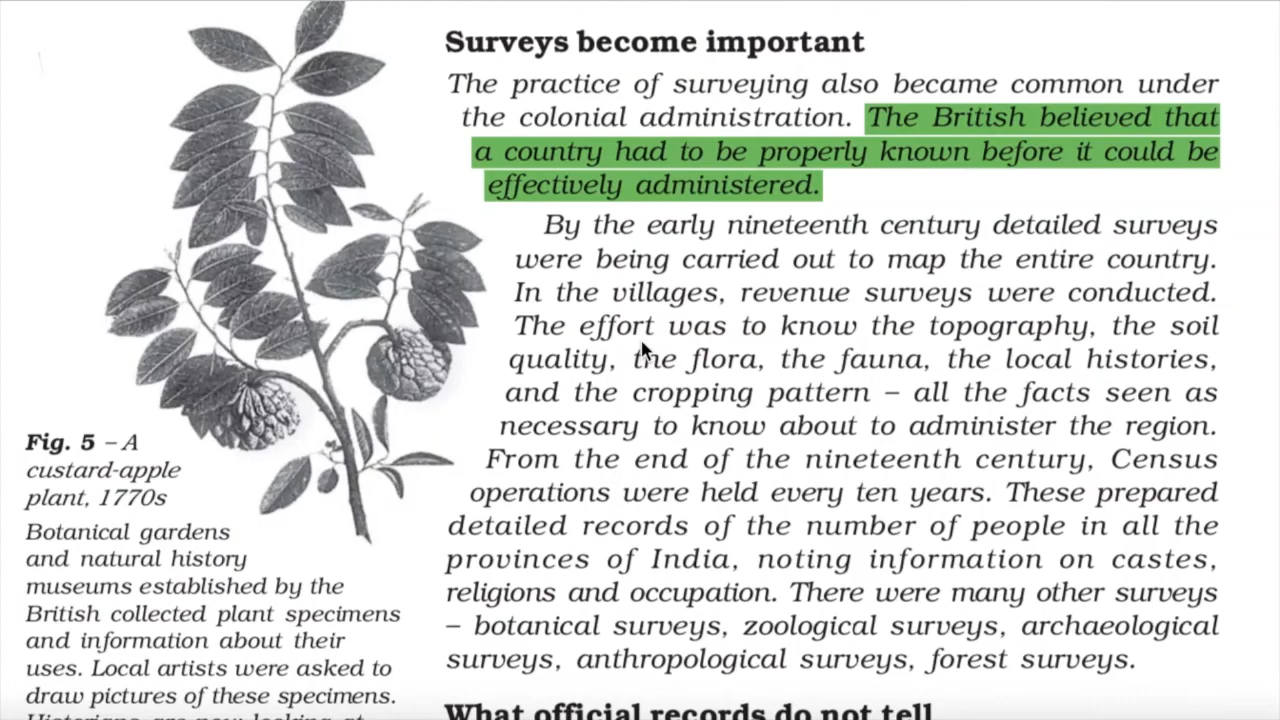 Surveys become important
The practice of surveying also became common under
the colonial administration. The British believed that
a country had to be properly known before it could be
effectively administered.
By the early nineteenth century detailed surveys
were being carried out to map the entire country.
In the villages, revenue surveys were conducted.
The effort was to know the topography, the soil
quality, the flora, the fauna, the local histories,
and the cropping pattern – all the facts seen as
necessary to know about to administer the region.
From the end of the nineteenth century, Census
operations were held every ten years. These prepared
detailed records of the number of people in all the
provinces of India, noting information on castes,
religions and occupation. There were many other surveys
– botanical surveys, zoological surveys, archaeological
surveys, anthropological surveys, forest surveys.
What official records do not tell
Fig. 5 – A
custard-apple
plant, 1770s
Botanical gardens
and natural history
museums established by the
British collected plant specimens
and information about their
uses. Local artists were asked to
draw pictures of these specimens.
Historians are now looking at